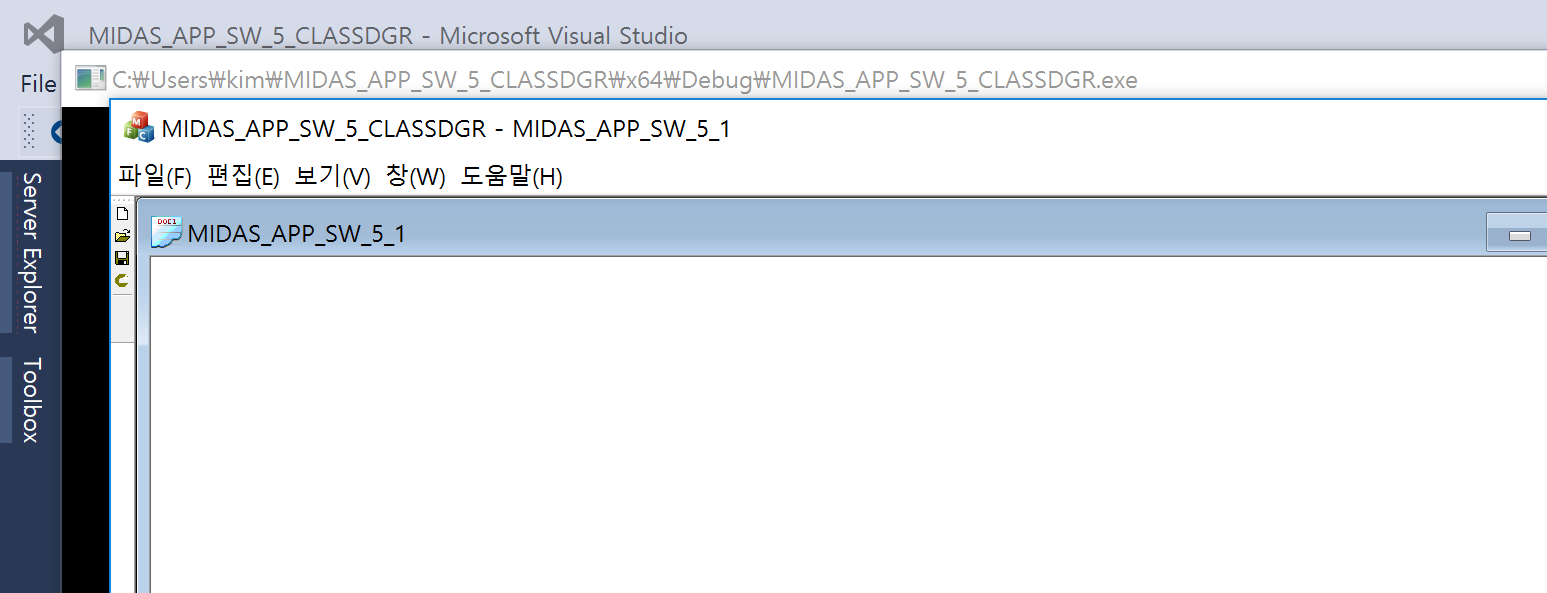 MIDAS_APP_SW_5_CLASSDGR - Microsoft Visual Studio
File
C:₩Users₩kim₩MIDAS_APP_SW_5_CLASSDGR₩x64₩Debug₩MIDAS_APP_SW_5_CLASSDGR.exe
MIDAS_APP_SW_5_CLASSDGR - MIDAS_APP_SW_5_1
파일(F) 편집(E) 보기(V) 창(W) 도움말(H)
Server Explorer
Toolbox
MIDAS_APP_SW_5_1